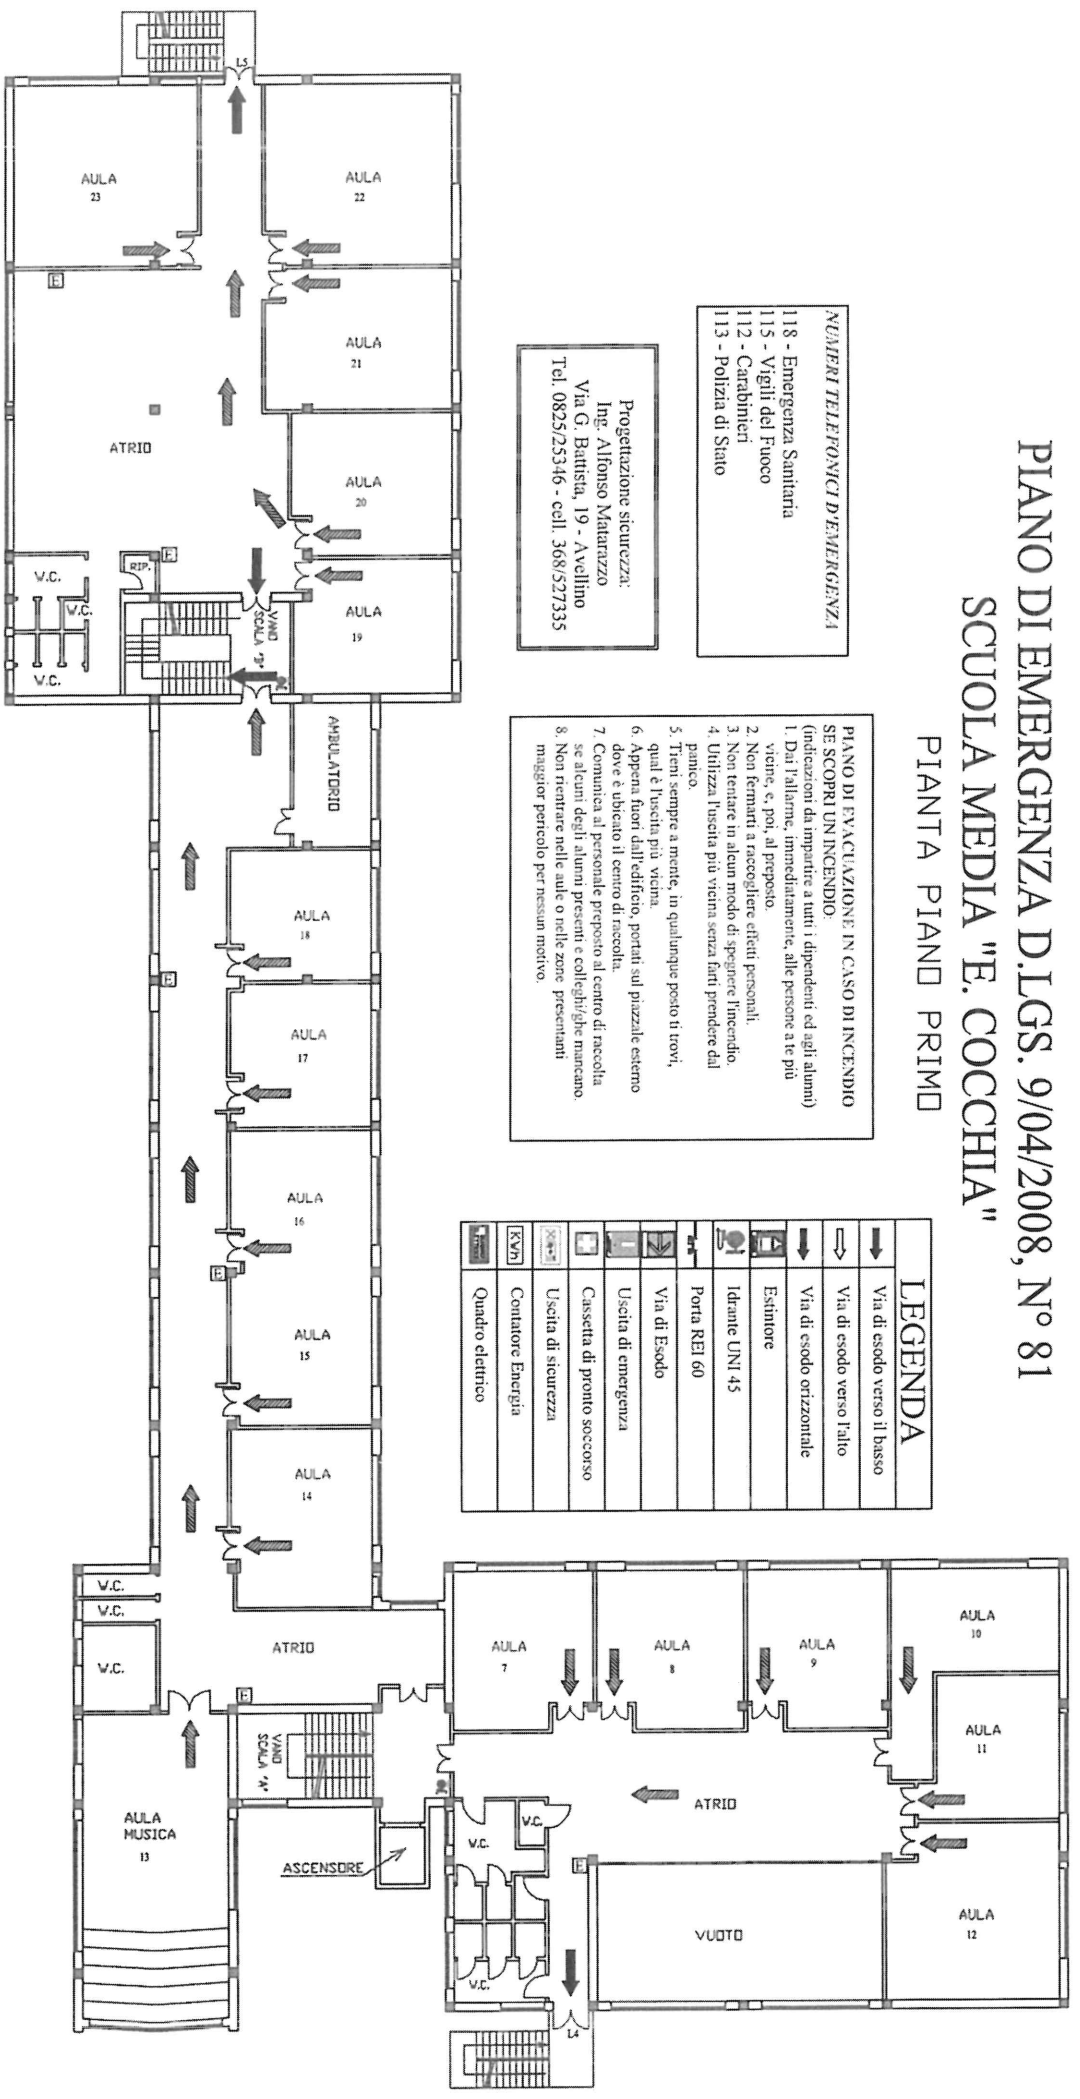 PIANO DI EMERGENZA D.LGS. 9/04/2008, N° 81
SCUOLA MEDIA "E. COCCHIA"
PIANTA PIANO PRIMO
NUMERI TELEFONICI D'EMERGENZA
118 - Emergenza Sanitaria
115 - Vigili del Fuoco
112 - Carabinieri
113 - Polizia di Stato
Progettazione sicurezza:
Ing. Alfonso Matarazzo
Via G. Battista, 19 - Avellino
Tel. 0825/25346 - cell. 368/527335
PIANO DI EVACUAZIONE IN CASO DI INCENDIO
(indicazioni da impartire a tutti i dipendenti ed agli alunni)
SE SCOPRI UN INCENDIO:
1. Dai l'allarme, immediatamente, alle persone a te più
vicine, e, poi, al preposto.
2. Non fermarti a raccogliere effetti personali.
3. Non tentare in alcun modo di spegnere l'incendio.
4. Utilizza l'uscita più vicina senza farti prendere dal
panico.
5. Tieni sempre a mente, in qualunque posto ti trovi,
qual è l'uscita più vicina.
6. Appena fuori dall'edificio, portati sul piazzale esterno
dove è ubicato il centro di raccolta.
7. Comunica al personale preposto al centro di raccolta
se alcuni degli alunni presenti e colleghi/ghe mancano.
8. Non rientrare nelle aule o nelle zone presentanti
maggior pericolo per nessun motivo.
LEGENDA
Via di esodo verso il basso
Via di esodo verso l'alto
Via di esodo orizzontale
Estintore
Idrante UNI 45
Porta REI 60
Via di Esodo
Uscita di emergenza
Cassetta di pronto soccorso
Uscita di sicurezza
KWh Contatore Energia
Quadro elettrico
L5
AULA
23
AULA
22
E
AULA
21
ATRIO
AULA
20
E
RIP.
W.C.
W.C.
W.C.
VANO
SCALA "B"
AULA
19
AMBULATORIO
AULA
18
E
AULA
17
AULA
16
E
AULA
15
AULA
14
W.C.
W.C.
W.C.
ATRIO
E
VANO
SCALA "A"
AULA
MUSICA
13
ASCENSORE
AULA
7
AULA
8
AULA
9
AULA
10
AULA
11
AULA
12
ATRIO
W.C.
W.C.
E
VUOTO
W.C.
L4